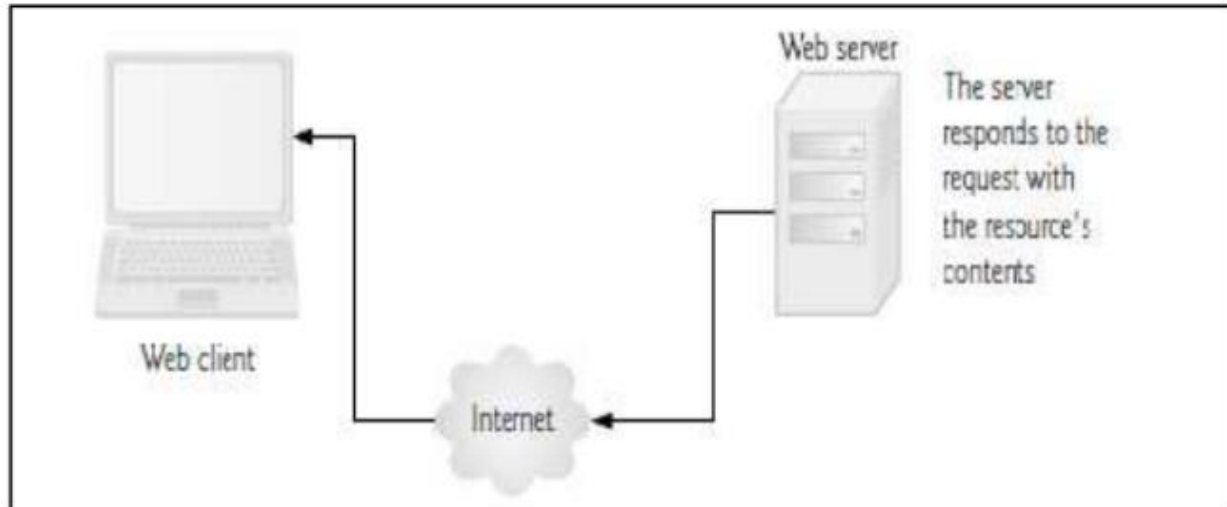 Web server
The server
responds to the
request with
the resource's
contents
Web client
Internet